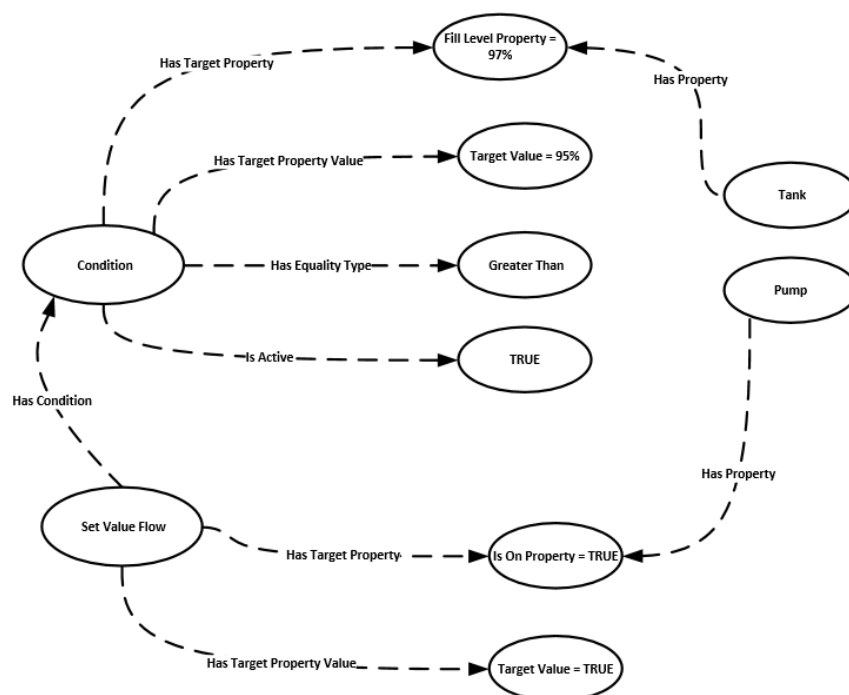 Fill Level Property =
97%
Has Target Property
Has Property
Has Target Property Value
Target Value = 95%
Tank
Condition
Has Equality Type
Greater Than
Pump
Is Active
TRUE
Has Condition
Has Property
Set Value Flow
Has Target Property
Is On Property = TRUE
Has Target Property Value
Target Value = TRUE